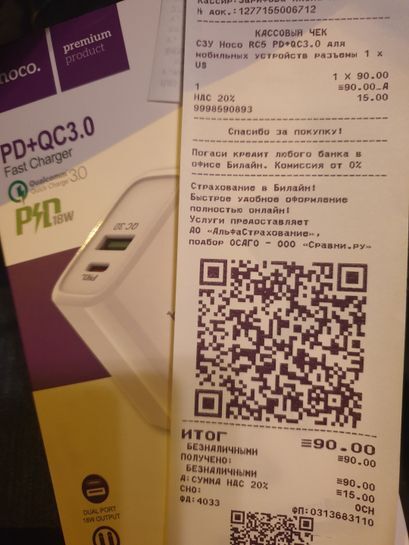 hoco.
premium
product
PD+QC3.0
Fast Charger
Qualcomm
Quick Charge 3.0
PD 18W
QC3.0
DUAL PORT
18W OUTPUT
№ ДОК.:1277155006712
КАССОВЫЙ ЧЕК
СЗУ Hoco RC5 PD+QC3.0 для
мобильных устройств разъемы 1 x
US
1 X 90.00
1 ≡90.00_А
НДС 20% 15.00
9998590893
Спасибо за покупку!
Погаси кредит любого банка в
офисе Билайн. Комиссия от 0%
Страхование в Билайн!
Быстрое удобное оформление
полностью онлайн!
Услуги предоставляет
АО «АльфаСтрахование»,
подбор ОСАГО - ООО «Сравни.ру»
ИТОГ ≡90.00
БЕЗНАЛИЧНЫМИ ≡90.00
ПОЛУЧЕНО:
БЕЗНАЛИЧНЫМИ ≡90.00
А:СУММА НДС 20% ≡15.00
СНО: ОСН
ФД:4033 ФП:0313683110